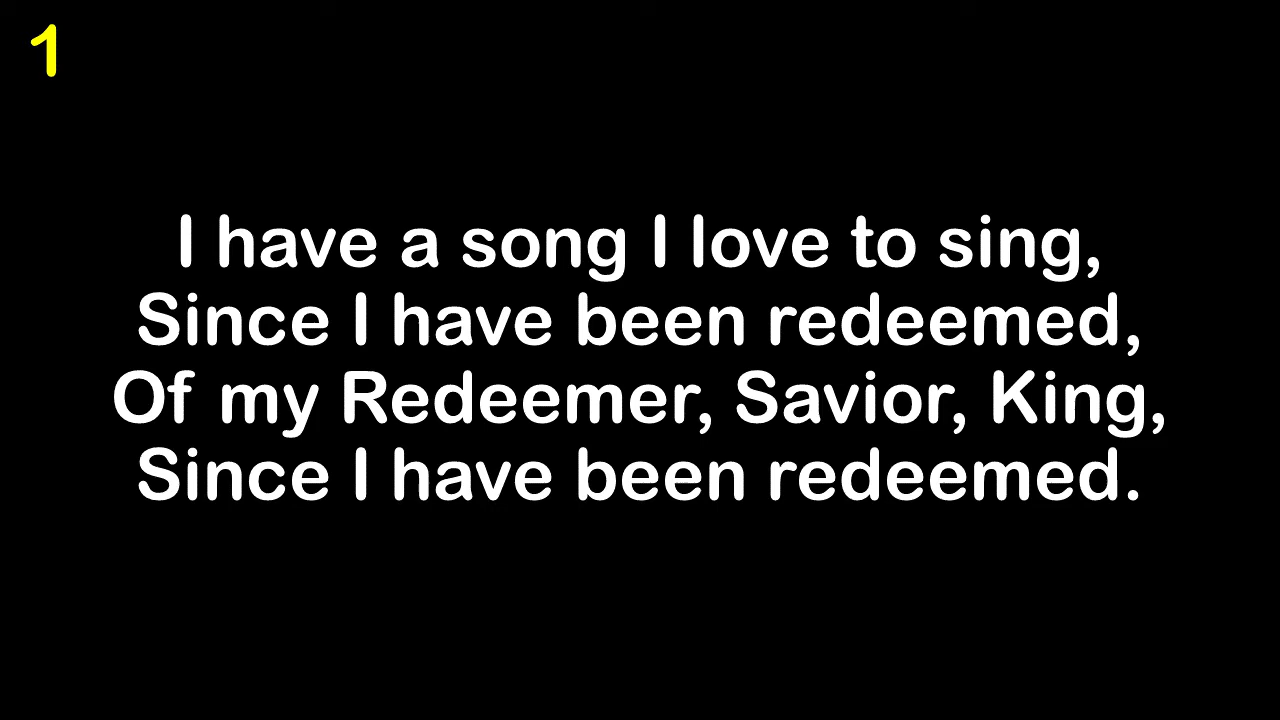 1
I have a song I love to sing,
Since I have been redeemed,
Of my Redeemer, Savior, King,
Since I have been redeemed.